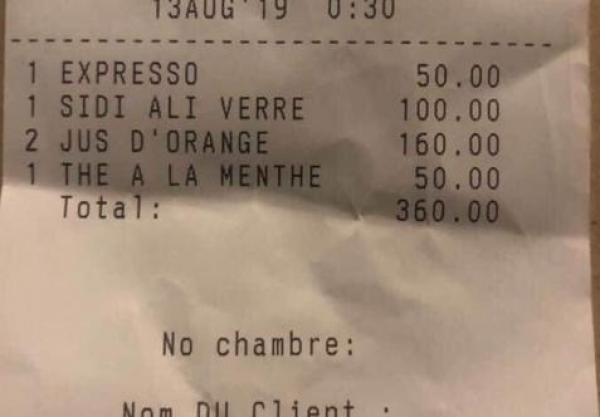 13AUG'19 0:30
1 EXPRESSO 50.00
1 SIDI ALI VERRE 100.00
2 JUS D'ORANGE 160.00
1 THE A LA MENTHE 50.00
Total: 360.00
No chambre:
Nom DU Client :